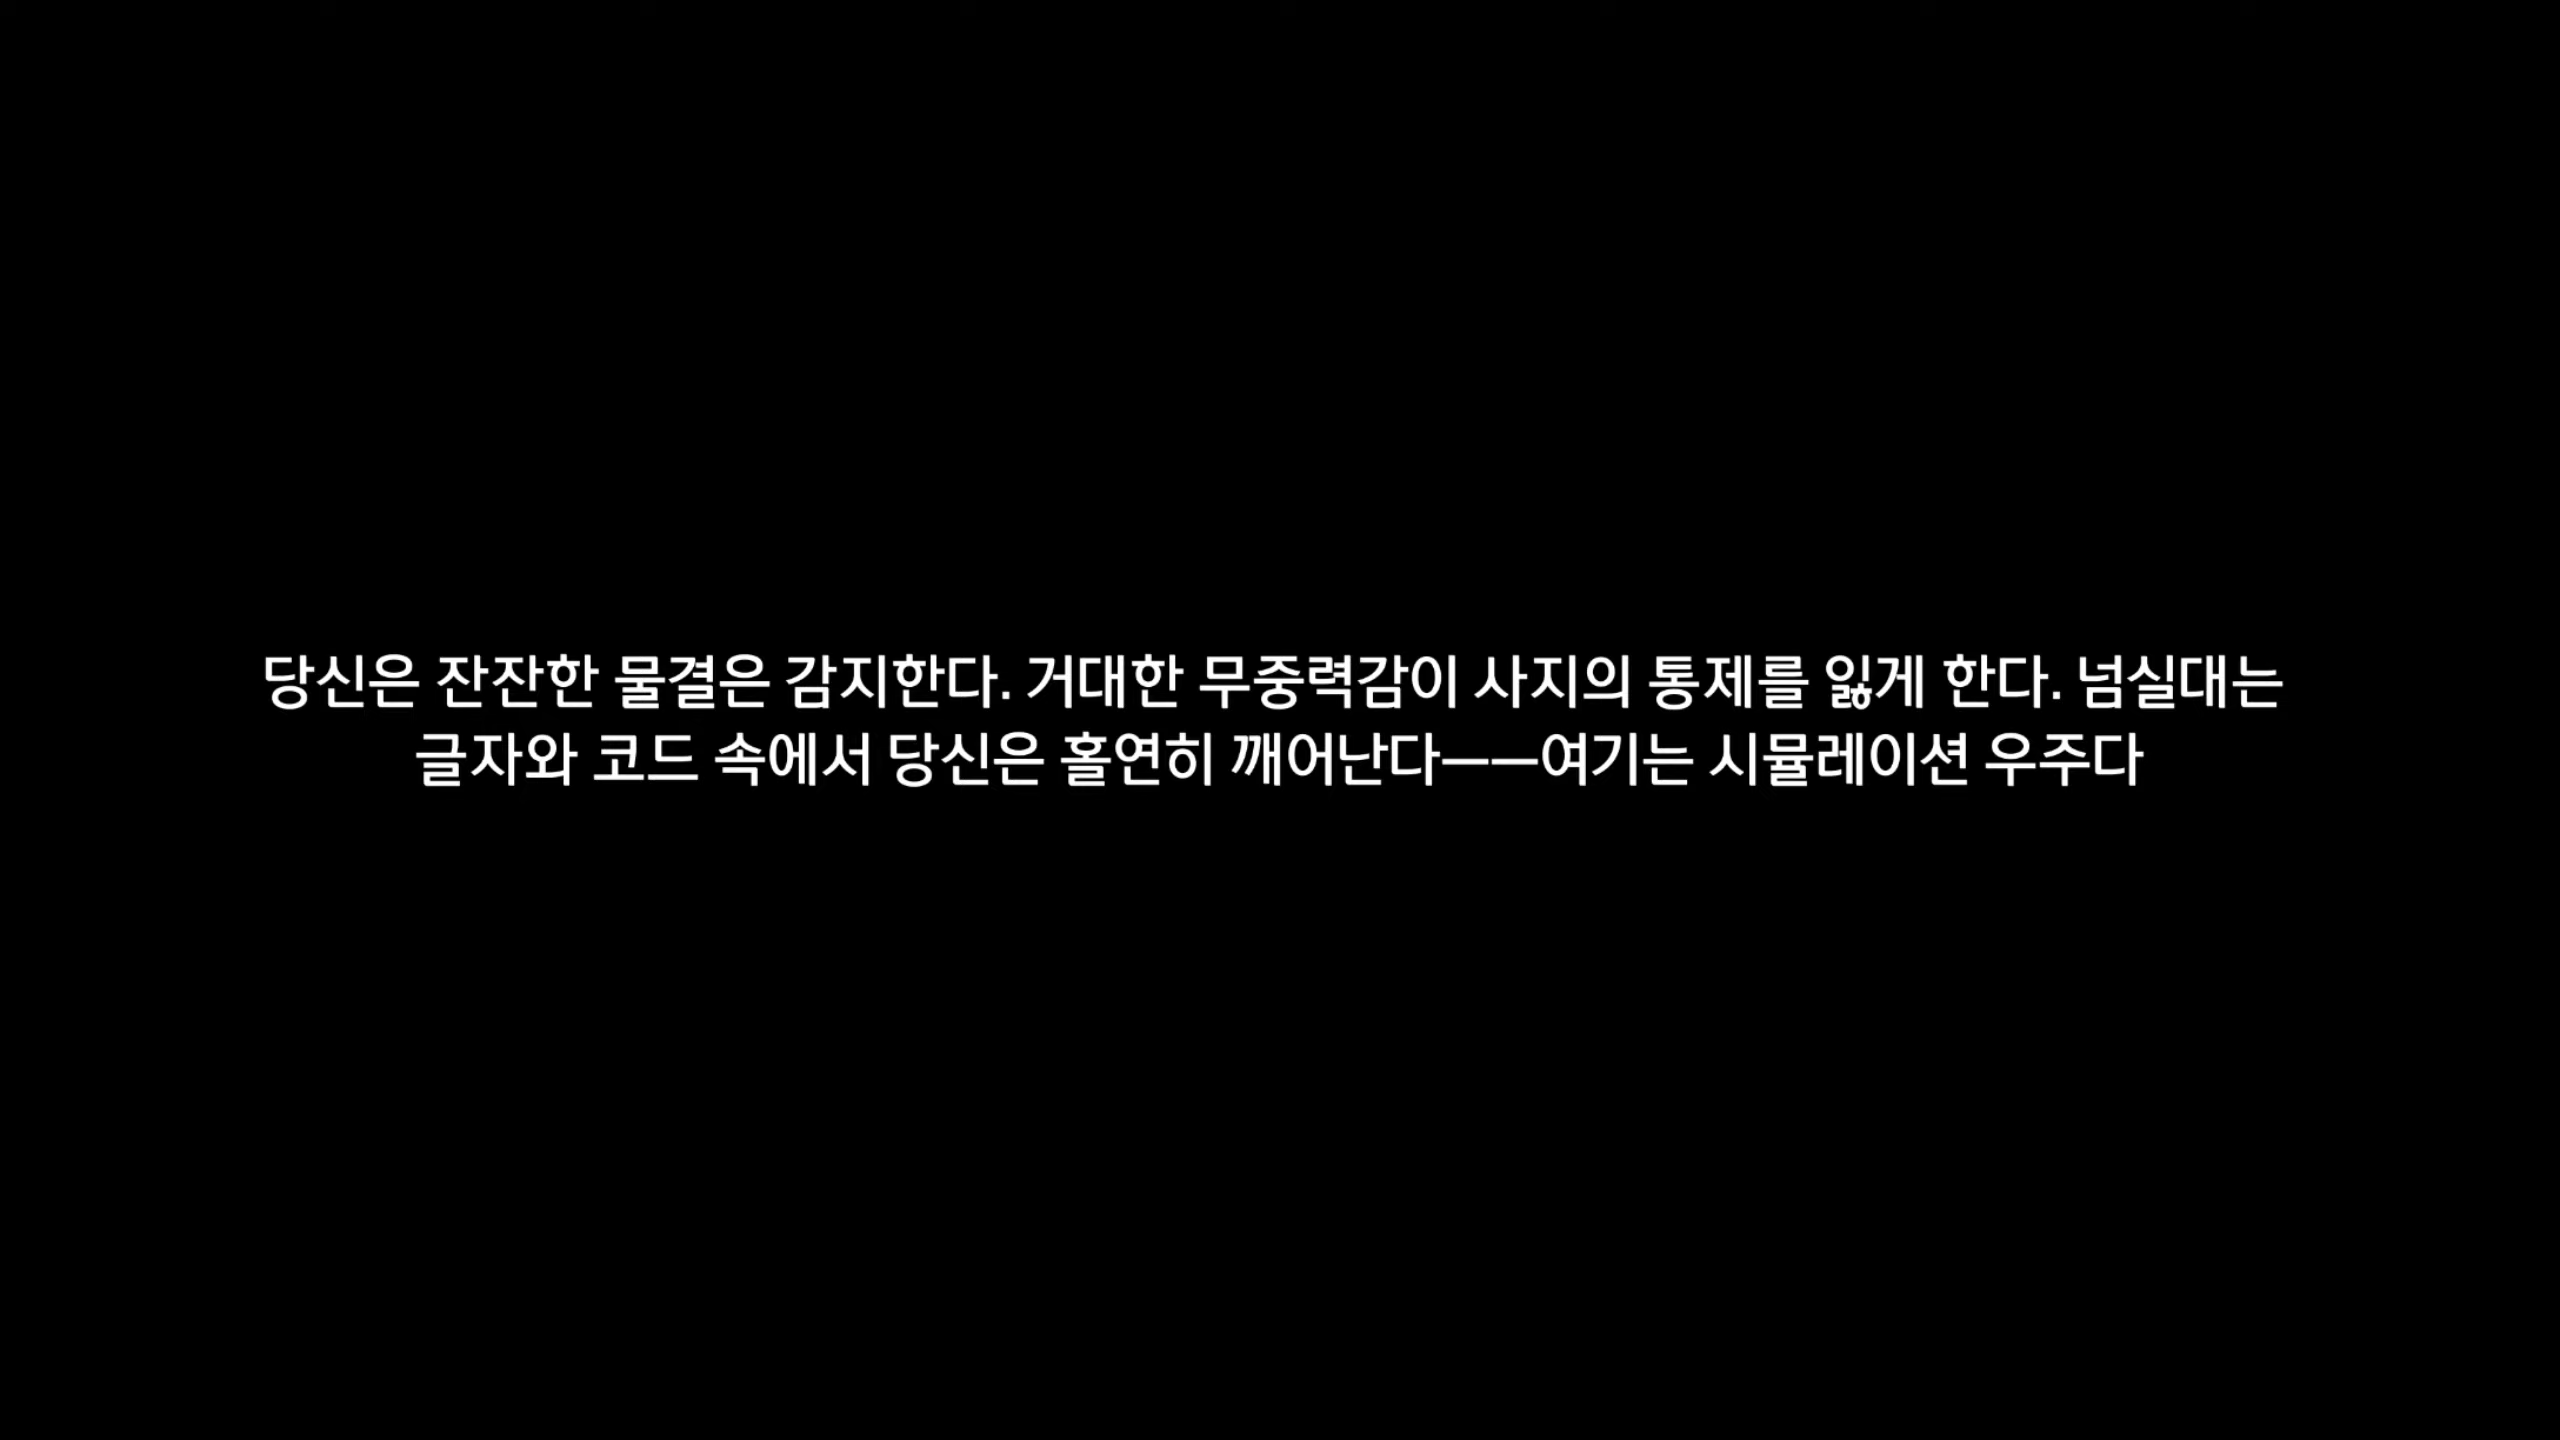 당신은 잔잔한 물결은 감지한다. 거대한 무중력감이 사지의 통제를 잃게 한다. 넘실대는
글자와 코드 속에서 당신은 홀연히 깨어난다——여기는 시뮬레이션 우주다